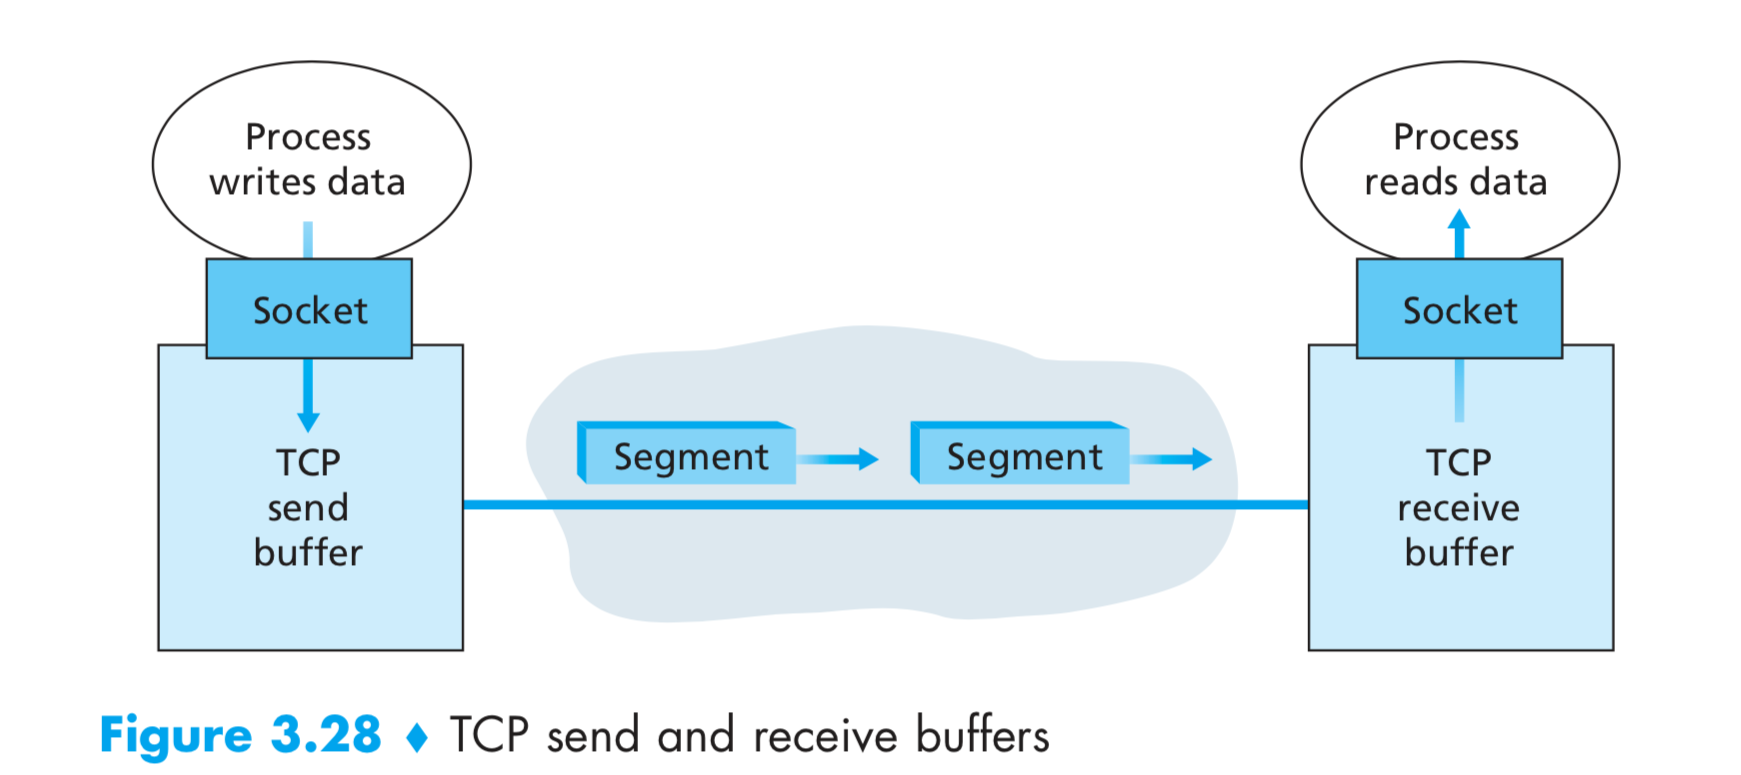 Process
writes data
Process
reads data
Socket
Socket
Segment
Segment
TCP
send
buffer
TCP
receive
buffer
Figure 3.28 ♦ TCP send and receive buffers